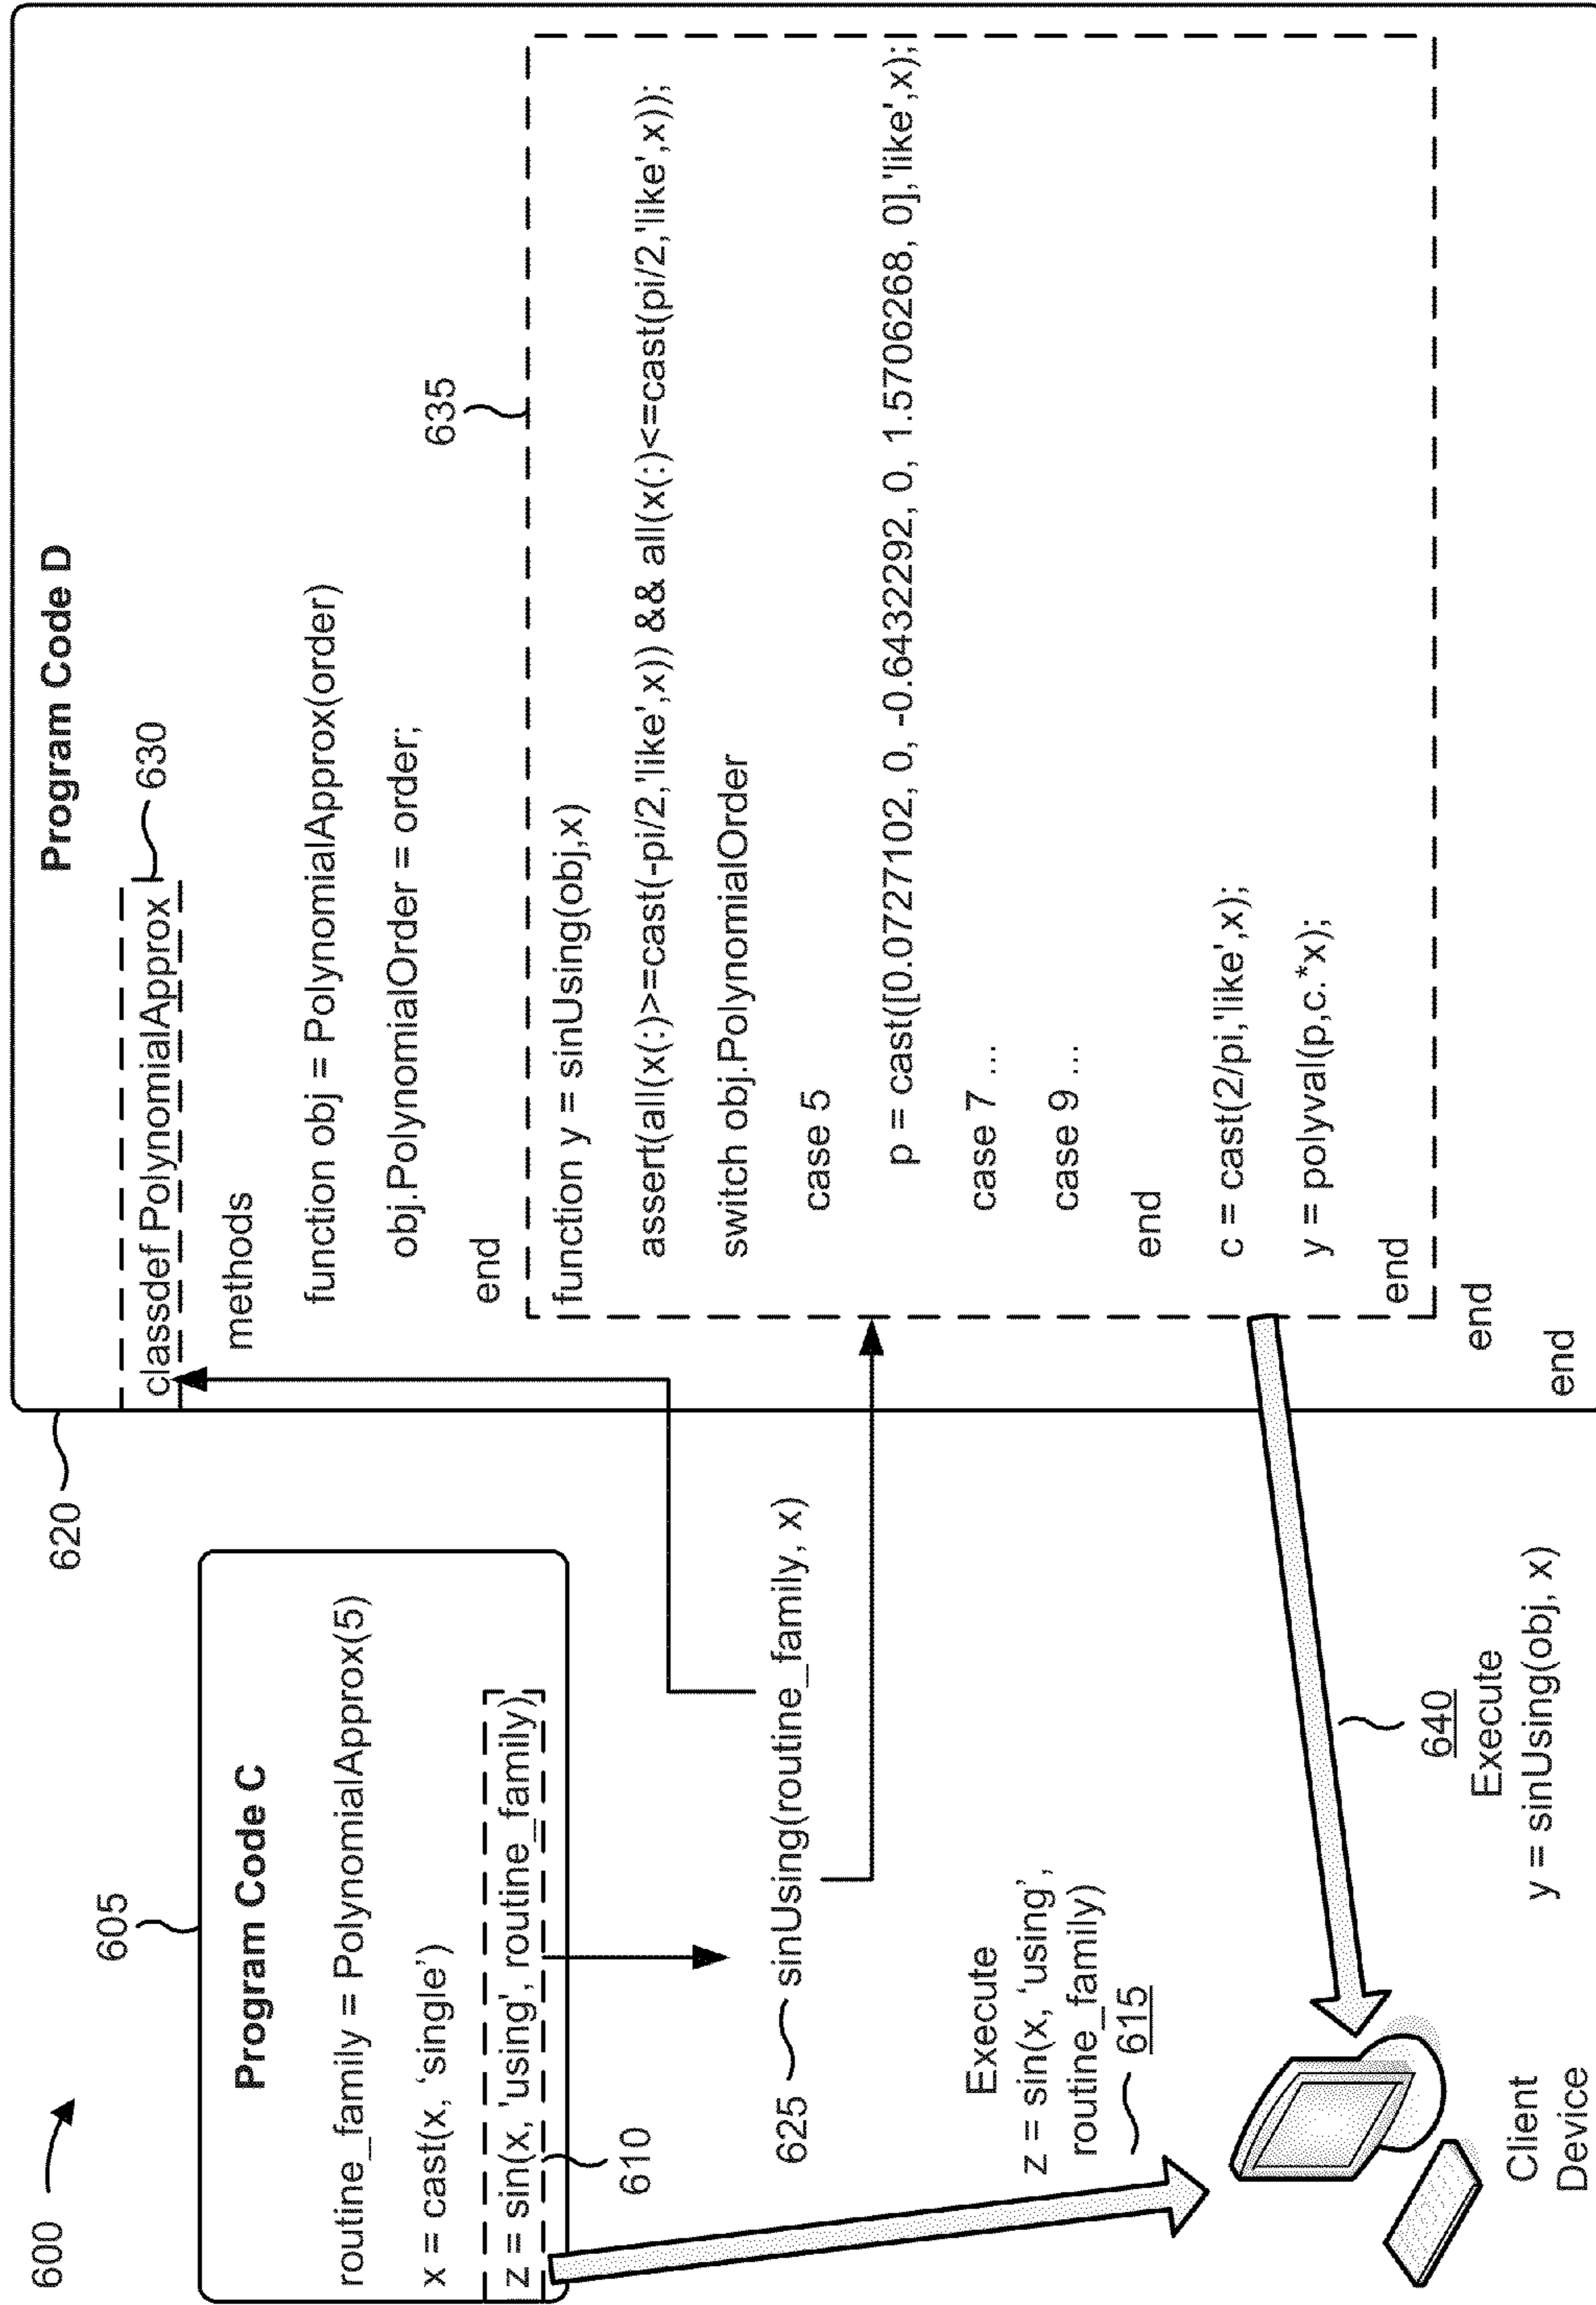 600
605
Program Code C
routine_family = PolynomialApprox(5)
x = cast(x, ‘single’)
z = sin(x, 'using', routine_family)
610
625
sinUsing(routine_family, x)
Execute
z = sin(x, ‘using’,
routine_family)
615
Client
Device
620
Program Code D
classdef PolynomialApprox
630
methods
function obj = PolynomialApprox(order)
obj.PolynomialOrder = order;
end
635
function y = sinUsing(obj,x)
assert(all(x(:)>=cast(-pi/2,'like',x)) && all(x(:)<=cast(pi/2,'like',x));
switch obj.PolynomialOrder
case 5
p = cast([0.0727102, 0, -0.6432292, 0, 1.5706268, 0],'like',x);
case 7 ...
case 9 ...
end
c = cast(2/pi,'like',x);
y = polyval(p,c.*x);
end
end
end
640
Execute
y = sinUsing(obj, x)